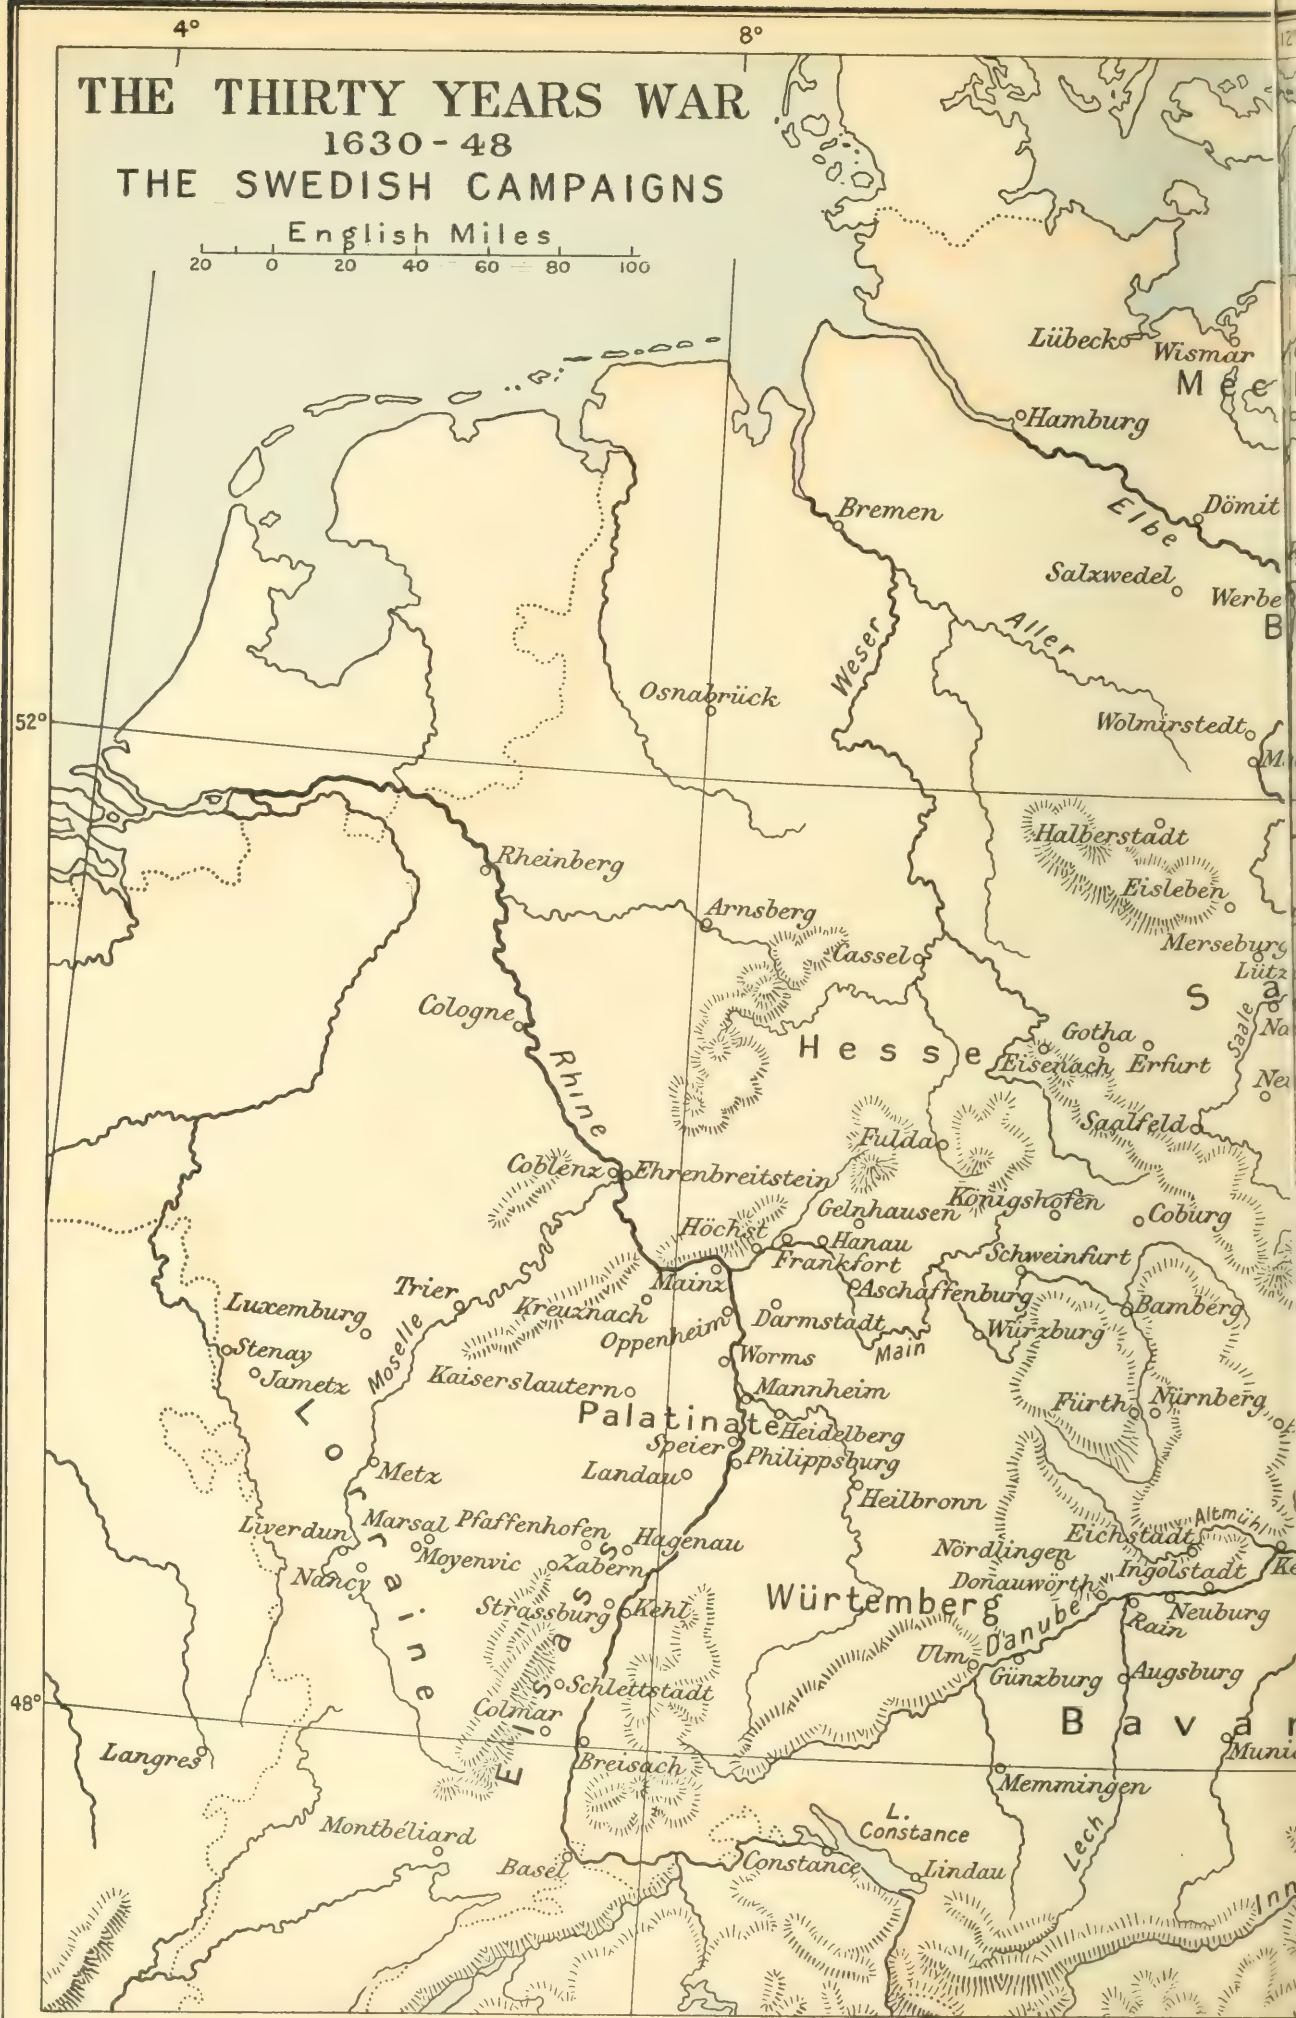 4°
8°
THE THIRTY YEARS WAR
1630-48
THE SWEDISH CAMPAIGNS
English Miles
20 0 20 40 60 80 100
Lübeck
Wismar
Mec
Hamburg
Bremen
Elbe
Dömit
Salzwedel
Werbe
B
Aller
Weser
Osnabrück
52°
Wolmirstedt
M
Halberstadt
Rheinberg
Eisleben
Arnsberg
Merseburg
Cassel
Lütz
Sa
Cologne
Saale
Na
Gotha
Hesse
Rhine
Eisenach
Erfurt
Saalfeld
Fulda
Coblenz
Ehrenbreitstein
Königshofen
Gelnhausen
Coburg
Höchst
Hanau
Frankfort
Schweinfurt
Mainz
Trier
Aschaffenburg
Luxemburg
Kreuznach
Bamberg
Oppenheim
Darmstadt
Würzburg
Moselle
Main
Stenay
Worms
Jametz
Kaiserslautern
Mannheim
Lorraine
Palatinate
Fürth
Nürnberg
Heidelberg
Speier
Philippsburg
Metz
Landau
Heilbronn
Marsal
Pfaffenhofen
Liverdun
Hagenau
Altmühl
Eichstadt
Moyenvic
Zabern
Nördlingen
Nancy
Donauwörth
Ingolstadt
Ke
Elsass
Würtemberg
Strassburg
Kehl
Neuburg
Rain
Danube
Ulm
Günzburg
Augsburg
Schlettstadt
48°
Colmar
Bavar
Langres
Breisach
Munic
Memmingen
Montbéliard
L.
Constance
Lech
Basel
Constance
Lindau
Inn